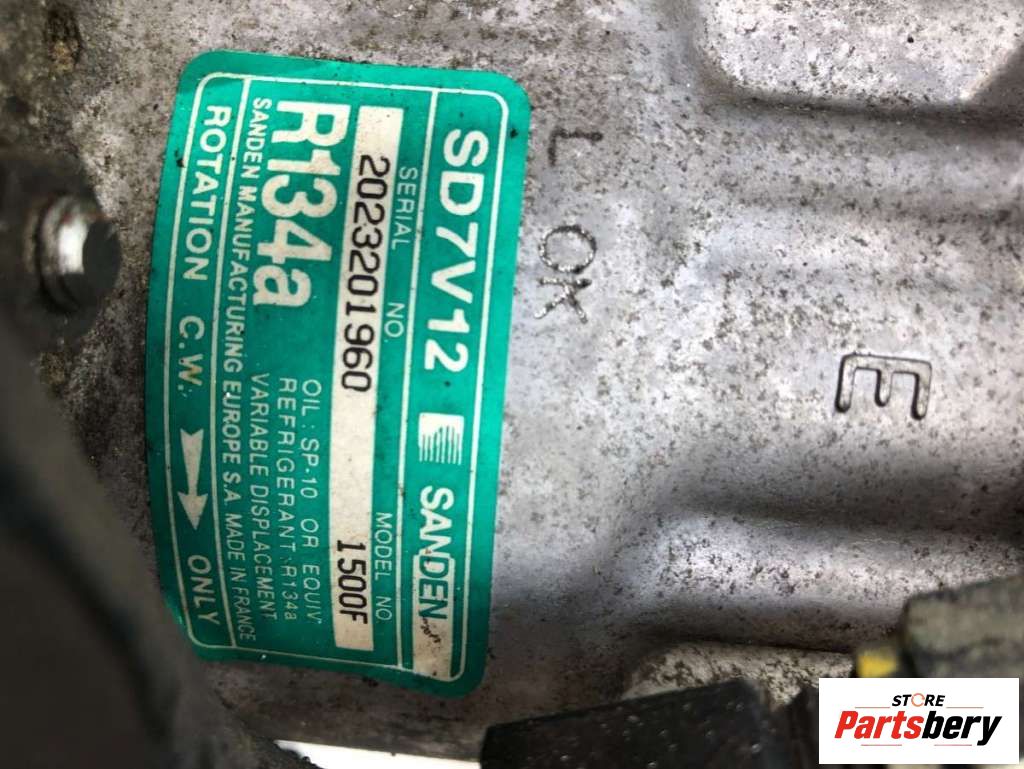 SD7V12 SANDEN
SERIAL NO. MODEL NO
2023201960 1500F
R134a
OIL: SP-10 OR EQUIV
REFRIGERANT: R134a
VARIABLE DISPLACEMENT
SANDEN MANUFACTURING EUROPE S.A. MADE IN FRANCE
ROTATION C.W. ONLY
L OK
E
STORE
Partsbery